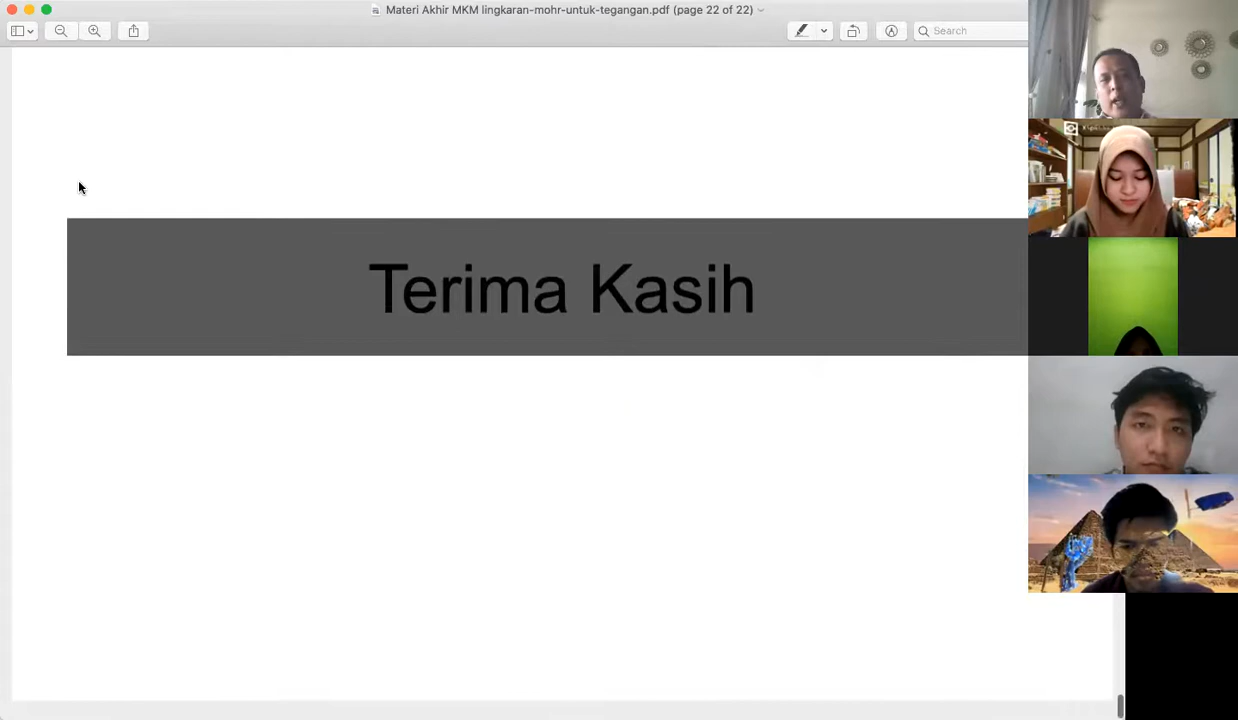 Materi Akhir MKM lingkaran-mohr-untuk-tegangan.pdf (page 22 of 22)
Search
Terima Kasih